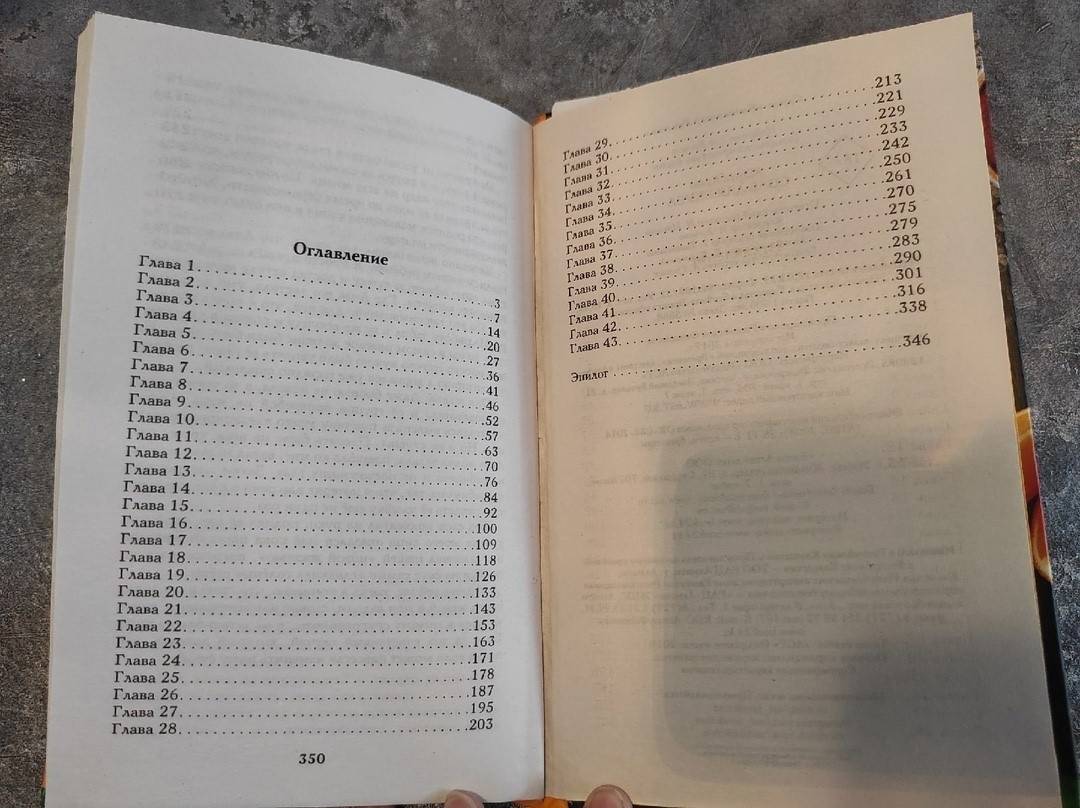 Оглавление
Глава 1. . . . . . . . . . . . . . . . . . . . .3
Глава 2. . . . . . . . . . . . . . . . . . . . .7
Глава 3. . . . . . . . . . . . . . . . . . . . .14
Глава 4. . . . . . . . . . . . . . . . . . . . .20
Глава 5. . . . . . . . . . . . . . . . . . . . .27
Глава 6. . . . . . . . . . . . . . . . . . . . .36
Глава 7. . . . . . . . . . . . . . . . . . . . .41
Глава 8. . . . . . . . . . . . . . . . . . . . .46
Глава 9. . . . . . . . . . . . . . . . . . . . .52
Глава 10. . . . . . . . . . . . . . . . . . . . .57
Глава 11. . . . . . . . . . . . . . . . . . . . .63
Глава 12. . . . . . . . . . . . . . . . . . . . .70
Глава 13. . . . . . . . . . . . . . . . . . . . .76
Глава 14. . . . . . . . . . . . . . . . . . . . .84
Глава 15. . . . . . . . . . . . . . . . . . . . .92
Глава 16. . . . . . . . . . . . . . . . . . . . .100
Глава 17. . . . . . . . . . . . . . . . . . . . .109
Глава 18. . . . . . . . . . . . . . . . . . . . .118
Глава 19. . . . . . . . . . . . . . . . . . . . .126
Глава 20. . . . . . . . . . . . . . . . . . . . .133
Глава 21. . . . . . . . . . . . . . . . . . . . .143
Глава 22. . . . . . . . . . . . . . . . . . . . .153
Глава 23. . . . . . . . . . . . . . . . . . . . .163
Глава 24. . . . . . . . . . . . . . . . . . . . .171
Глава 25. . . . . . . . . . . . . . . . . . . . .178
Глава 26. . . . . . . . . . . . . . . . . . . . .187
Глава 27. . . . . . . . . . . . . . . . . . . . .195
Глава 28. . . . . . . . . . . . . . . . . . . . .203
350
Глава 29. . . . . . . . . . . . . . . . . . . . .213
Глава 30. . . . . . . . . . . . . . . . . . . . .221
Глава 31. . . . . . . . . . . . . . . . . . . . .229
Глава 32. . . . . . . . . . . . . . . . . . . . .233
Глава 33. . . . . . . . . . . . . . . . . . . . .242
Глава 34. . . . . . . . . . . . . . . . . . . . .250
Глава 35. . . . . . . . . . . . . . . . . . . . .261
Глава 36. . . . . . . . . . . . . . . . . . . . .270
Глава 37. . . . . . . . . . . . . . . . . . . . .275
Глава 38. . . . . . . . . . . . . . . . . . . . .279
Глава 39. . . . . . . . . . . . . . . . . . . . .283
Глава 40. . . . . . . . . . . . . . . . . . . . .290
Глава 41. . . . . . . . . . . . . . . . . . . . .301
Глава 42. . . . . . . . . . . . . . . . . . . . .316
Глава 43. . . . . . . . . . . . . . . . . . . . .338
Эпилог . . . . . . . . . . . . . . . . . . . . .346